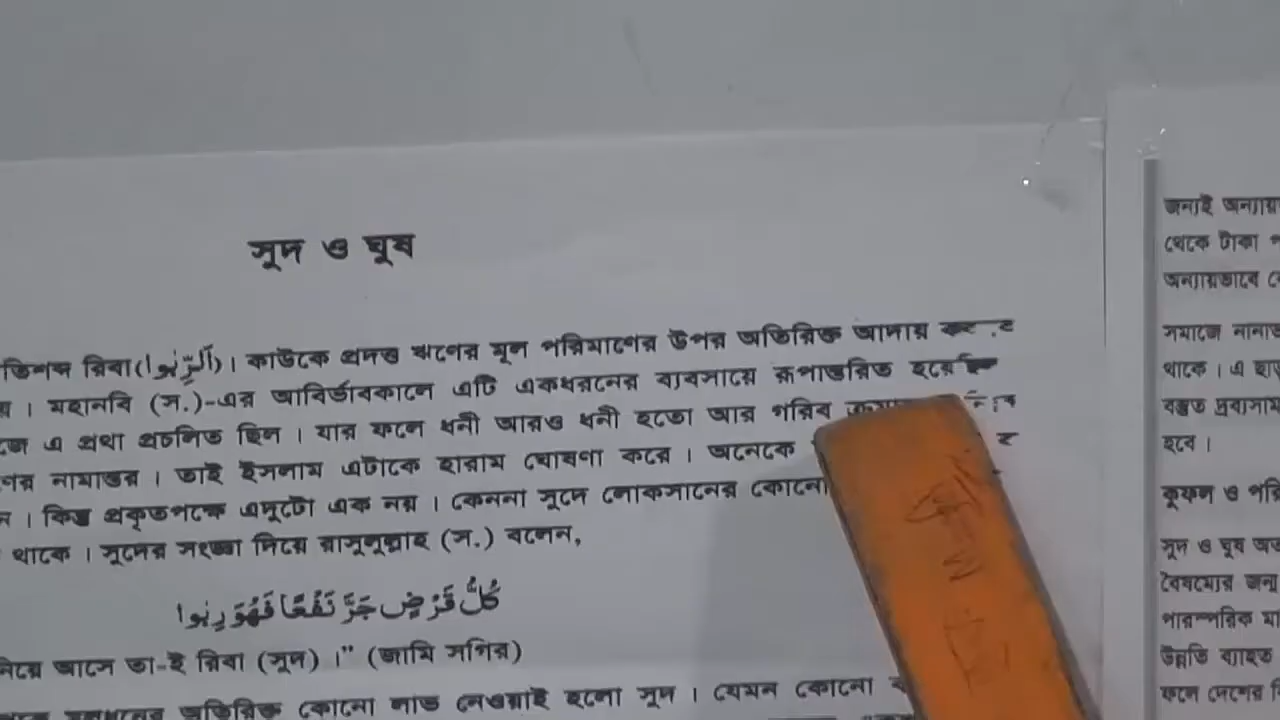 সুদ ও ঘুষ
রিবা (اَلرِّبٰوا)। কাউকে প্রদত্ত ঋণের মূল পরিমাণের উপর অতিরিক্ত আদায়
। মহানবি (স.)-এর আবির্ভাবকালে এটি একধরনের ব্যবসায়ে রূপান্তরিত হয়ে
এ প্রথা প্রচলিত ছিল। যার ফলে ধনী আরও ধনী হতো আর গরিব
নামান্তর। তাই ইসলাম এটাকে হারাম ঘোষণা করে। অনেকে
। কিন্তু প্রকৃতপক্ষে এদুটো এক নয়। কেননা সুদে লোকসানের কোনো
থাকে। সুদের সংজ্ঞা দিয়ে রাসুলুল্লাহ (স.) বলেন,
كُلُّ قَرْضٍ جَرَّ نَفْعًا فَهُوَ رِبٰوا
নিয়ে আসে তা-ই রিবা (সুদ)।" (জামি সগির)
অতিরিক্ত কোনো লাভ নেওয়াই হলো সুদ। যেমন কোনো
জন্যই অন্যায়
থেকে টাকা
অন্যায়ভাবে
সমাজে
থাকে। এ
বস্তুত
হবে।
কুফল ও
সুদ ও ঘুষ
বৈষম্যের জন্ম
পারস্পরিক
উন্নতি ব্যাহত
ফলে দেশের